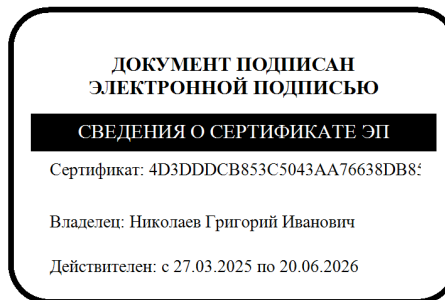 ДОКУМЕНТ ПОДПИСАН
ЭЛЕКТРОННОЙ ПОДПИСЬЮ
СВЕДЕНИЯ О СЕРТИФИКАТЕ ЭП
Сертификат: 4D3DDDCB853C5043AA76638DB85
Владелец: Николаев Григорий Иванович
Действителен: с 27.03.2025 по 20.06.2026